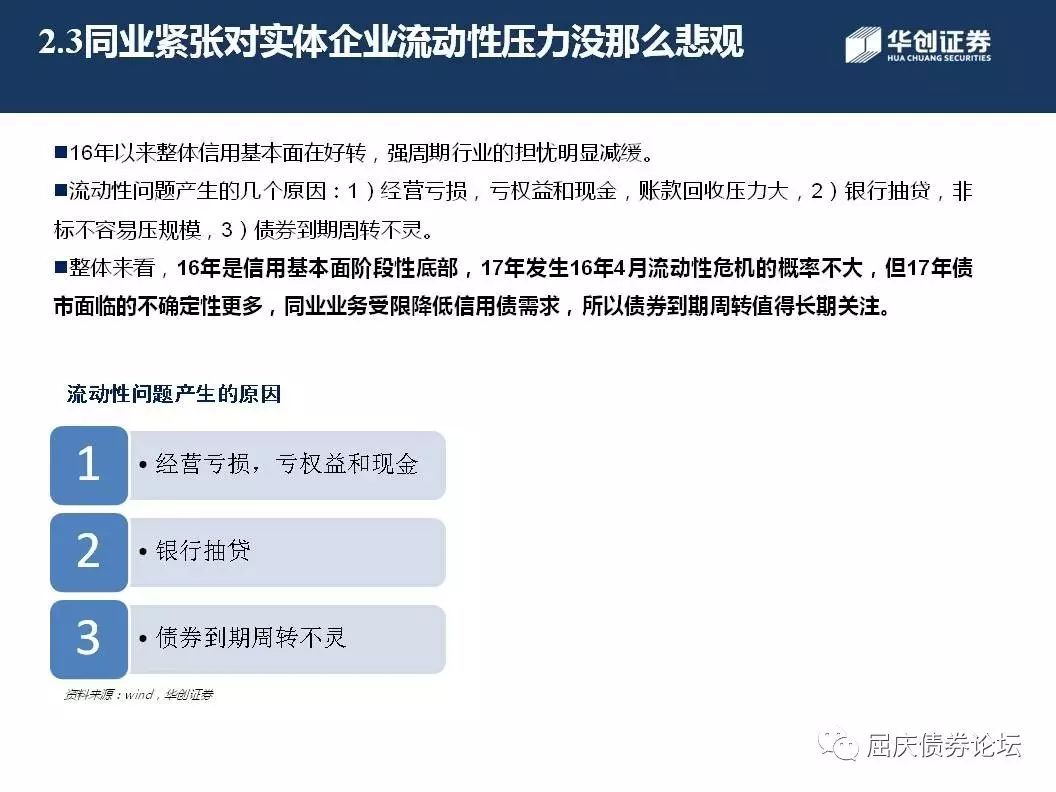 2.3同业紧张对实体企业流动性压力没那么悲观
华创证券
HUA CHUANG SECURITIES
■16年以来整体信用基本面在好转，强周期行业的担忧明显减缓。
■流动性问题产生的几个原因：1）经营亏损，亏权益和现金，账款回收压力大，2）银行抽贷，非
标不容易压规模，3）债券到期周转不灵。
■整体来看，16年是信用基本面阶段性底部，17年发生16年4月流动性危机的概率不大，但17年债
市面临的不确定性更多，同业业务受限降低信用债需求，所以债券到期周转值得长期关注。
流动性问题产生的原因
1
•经营亏损，亏权益和现金
2
•银行抽贷
3
•债券到期周转不灵
资料来源：wind，华创证券
屈庆债券论坛